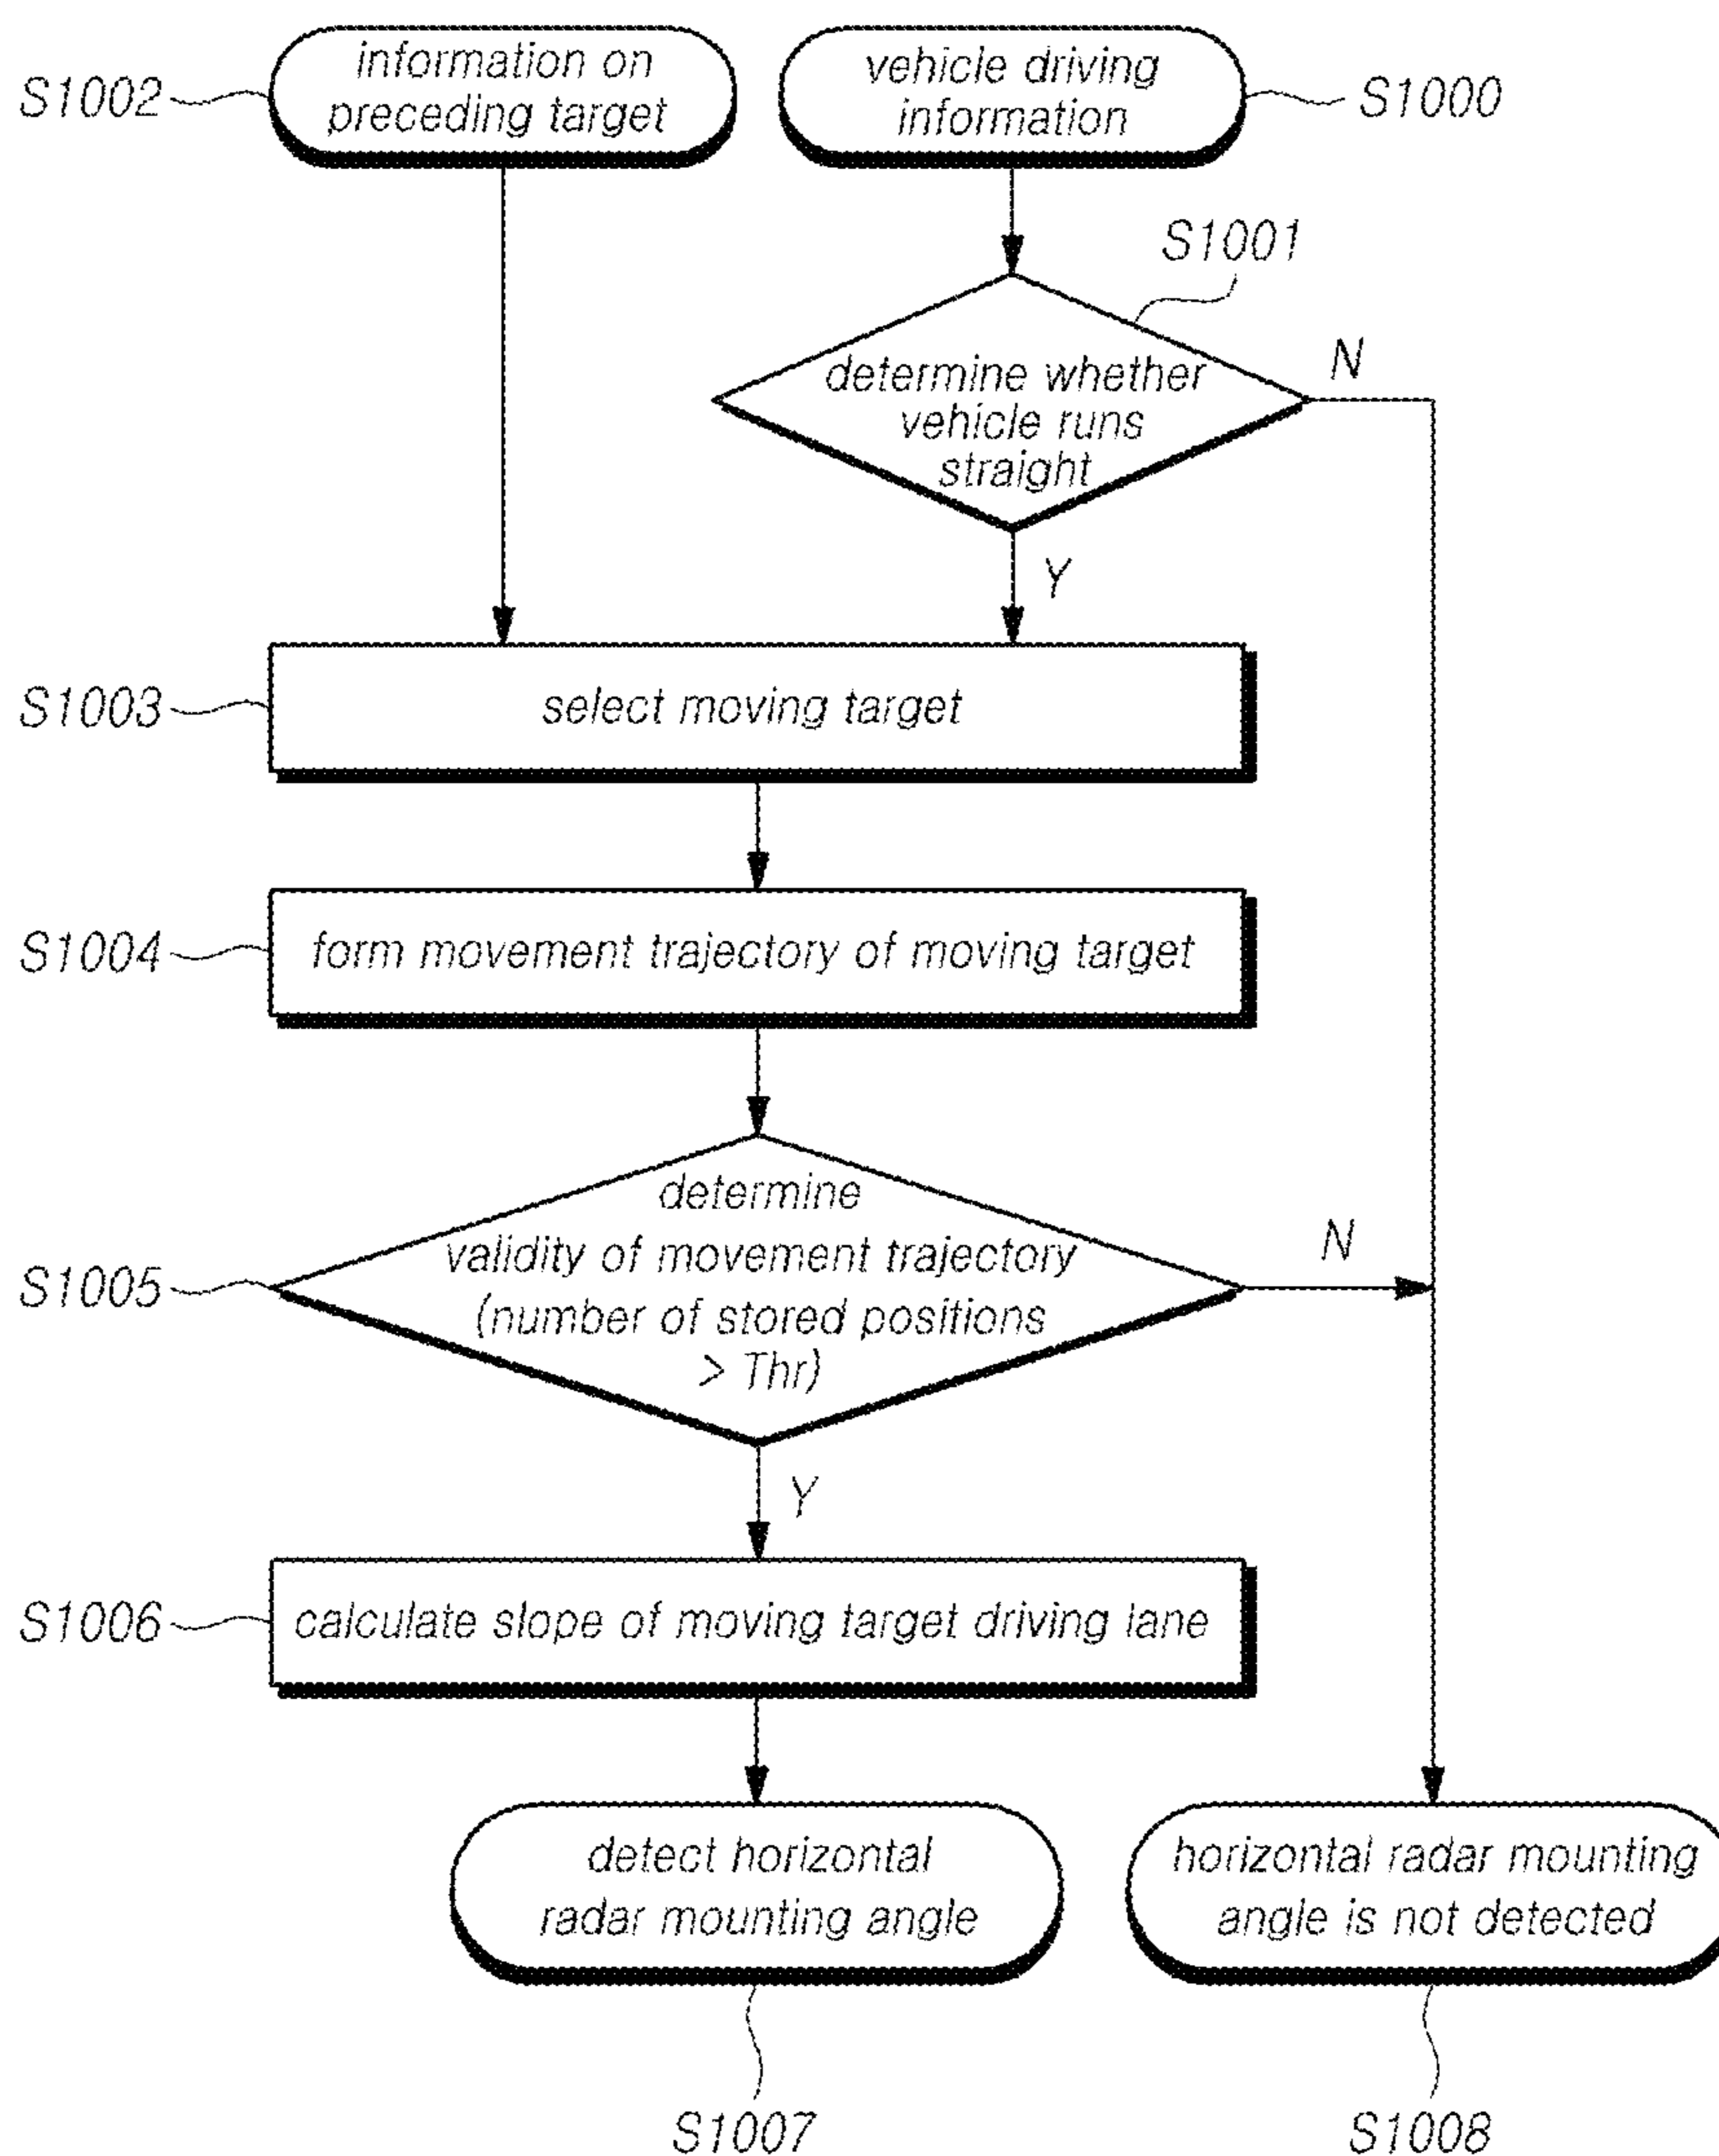 S1002
information on
preceding target
vehicle driving
information
S1000
S1001
determine whether
vehicle runs
straight
N
Y
S1003
select moving target
S1004
form movement trajectory of moving target
S1005
determine
validity of movement trajectory
(number of stored positions
> Thr)
N
Y
S1006
calculate slope of moving target driving lane
detect horizontal
radar mounting angle
horizontal radar mounting
angle is not detected
S1007
S1008